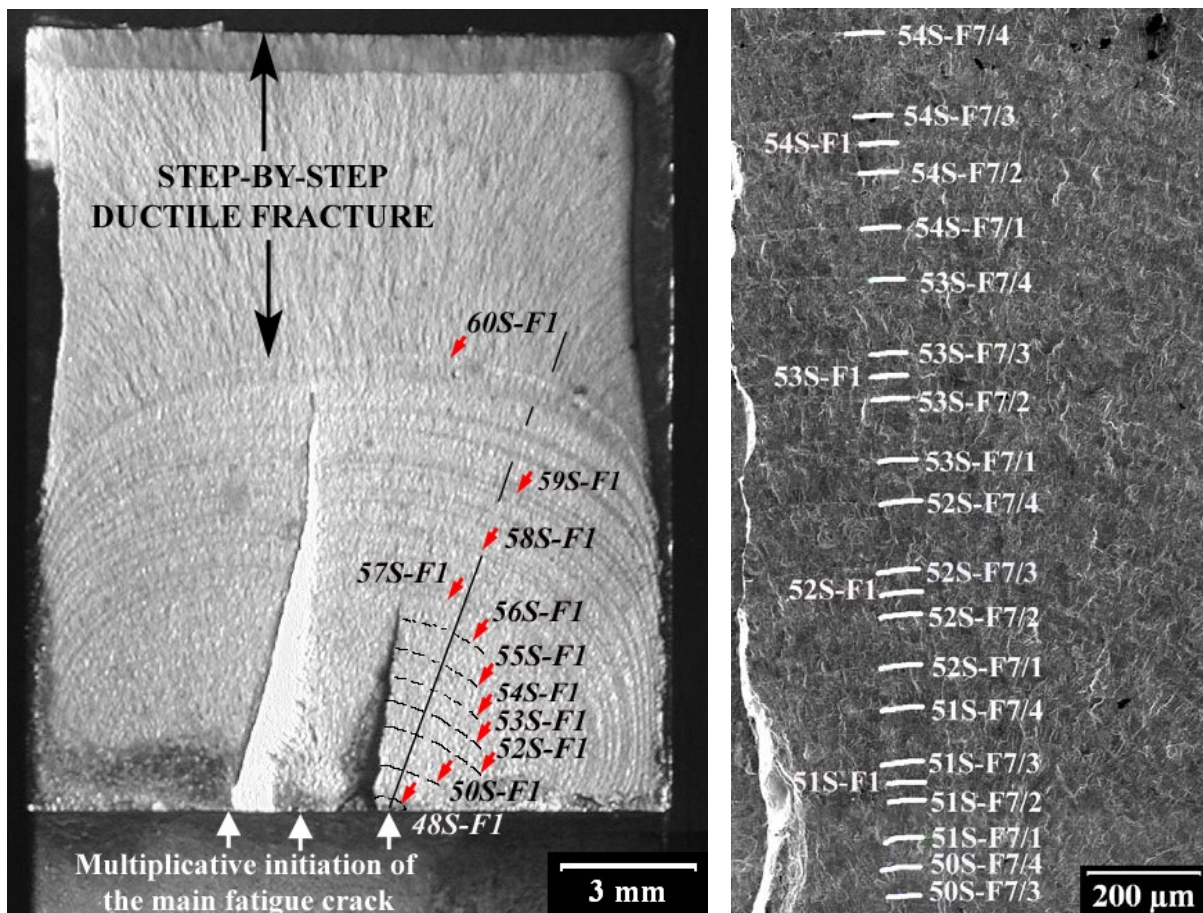 STEP-BY-STEP
DUCTILE FRACTURE
60S-F1
59S-F1
58S-F1
57S-F1
56S-F1
55S-F1
54S-F1
53S-F1
52S-F1
50S-F1
48S-F1
Multiplicative initiation of
the main fatigue crack
3 mm
54S-F7/4
54S-F7/3
54S-F1
54S-F7/2
54S-F7/1
53S-F7/4
53S-F7/3
53S-F1
53S-F7/2
53S-F7/1
52S-F7/4
52S-F7/3
52S-F1
52S-F7/2
52S-F7/1
51S-F7/4
51S-F7/3
51S-F1
51S-F7/2
51S-F7/1
50S-F7/4
50S-F7/3
200 µm